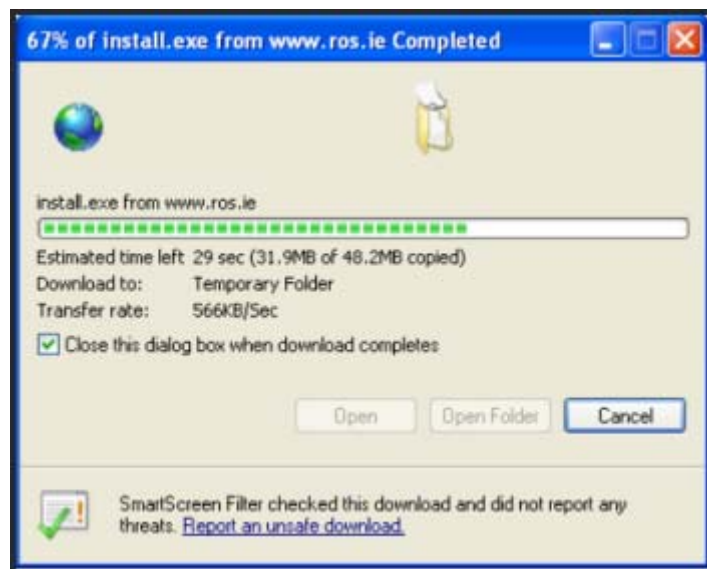 67% of install.exe from www.ros.ie Completed
install.exe from www.ros.ie
Estimated time left 29 sec (31.9MB of 48.2MB copied)
Download to: Temporary Folder
Transfer rate: 566KB/Sec
Close this dialog box when download completes
Open Open Folder Cancel
SmartScreen Filter checked this download and did not report any
threats. Report an unsafe download.